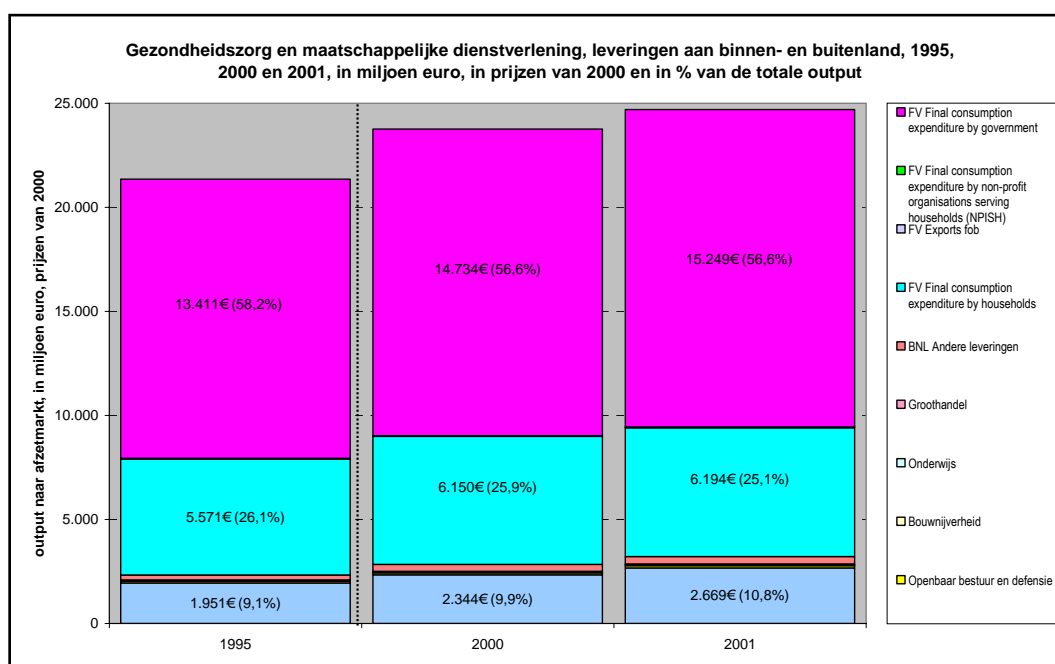 Gezondheidszorg en maatschappelijke dienstverlening, leveringen aan binnen- en buitenland, 1995,
2000 en 2001, in miljoen euro, in prijzen van 2000 en in % van de totale output
output naar afzetmarkt, in miljoen euro, prijzen van 2000
25.000
20.000
15.000
10.000
5.000
0
13.411€ (58,2%)
5.571€ (26,1%)
1.951€ (9,1%)
14.734€ (56,6%)
6.150€ (25,9%)
2.344€ (9,9%)
15.249€ (56,6%)
6.194€ (25,1%)
2.669€ (10,8%)
1995
2000
2001
FV Final consumption
expenditure by government
FV Final consumption
expenditure by non-profit
organisations serving
households (NPISH)
FV Exports fob
FV Final consumption
expenditure by households
BNL Andere leveringen
Groothandel
Onderwijs
Bouwnijverheid
Openbaar bestuur en defensie